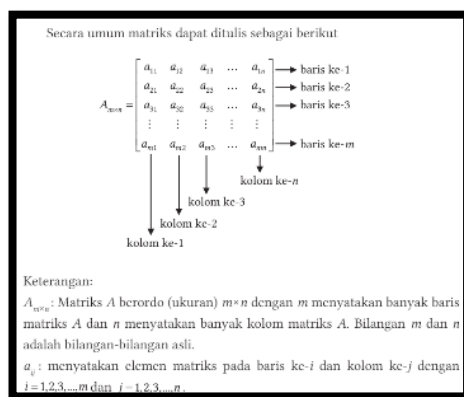 Secara umum matriks dapat ditulis sebagai berikut
a₁₁ a₁₂ a₁₃ ... a₁ₙ baris ke-1
a₂₁ a₂₂ a₂₃ ... a₂ₙ baris ke-2
Aₘₓₙ = a₃₁ a₃₂ a₃₃ ... a₃ₙ baris ke-3
⋮ ⋮ ⋮ ⋮ ⋮
aₘ₁ aₘ₂ aₘ₃ ... aₘₙ baris ke-m
kolom ke-n
kolom ke-3
kolom ke-2
kolom ke-1
Keterangan:
Aₘₓₙ: Matriks A berordo (ukuran) m×n dengan m menyatakan banyak baris
matriks A dan n menyatakan banyak kolom matriks A. Bilangan m dan n
adalah bilangan-bilangan asli.
aᵢⱼ: menyatakan elemen matriks pada baris ke-i dan kolom ke-j dengan
i = 1,2,3,...,m dan j = 1,2,3,...,n.